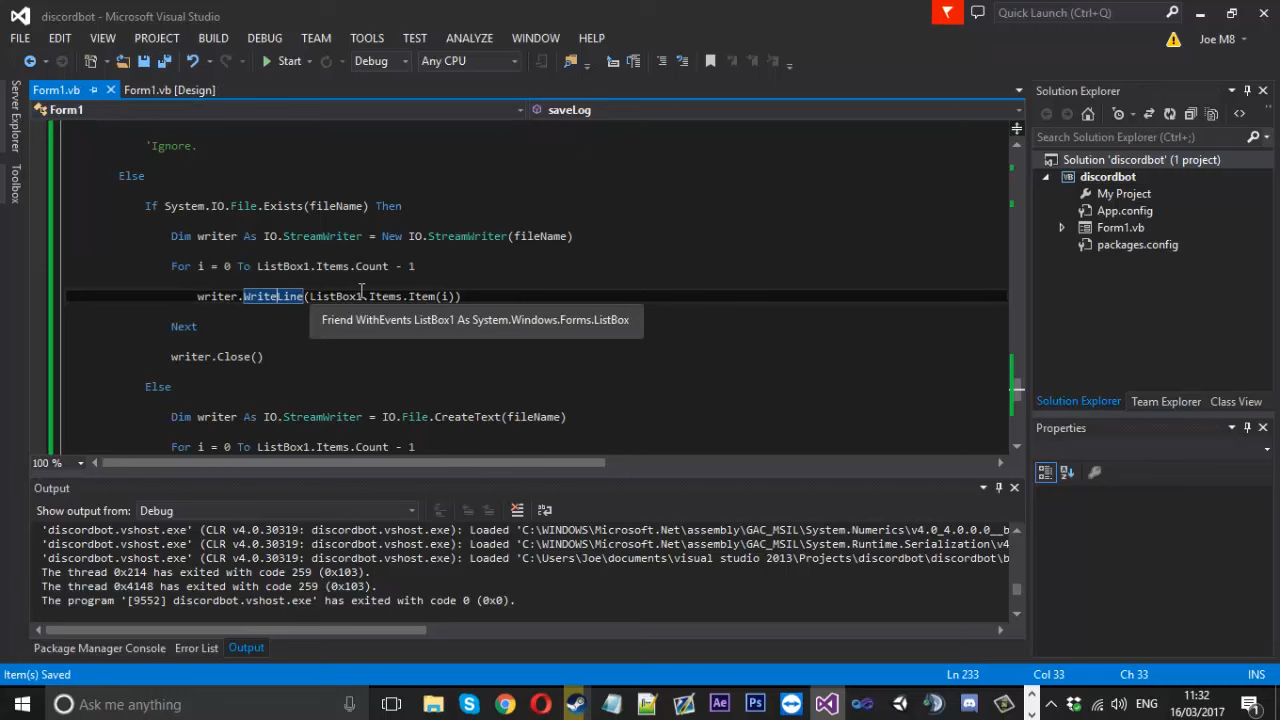 discordbot - Microsoft Visual Studio
Quick Launch (Ctrl+Q)
FILE EDIT VIEW PROJECT BUILD DEBUG TEAM TOOLS TEST ANALYZE WINDOW HELP
Joe M8
Start Debug Any CPU
Server Explorer
Toolbox
Form1.vb Form1.vb [Design]
Form1 saveLog
'Ignore.
Else
If System.IO.File.Exists(fileName) Then
Dim writer As IO.StreamWriter = New IO.StreamWriter(fileName)
For i = 0 To ListBox1.Items.Count - 1
writer.WriteLine(ListBox1.Items.Item(i))
Friend WithEvents ListBox1 As System.Windows.Forms.ListBox
Next
writer.Close()
Else
Dim writer As IO.StreamWriter = IO.File.CreateText(fileName)
For i = 0 To ListBox1.Items.Count - 1
100 %
Solution Explorer
Search Solution Explorer (Ctrl+;)
Solution 'discordbot' (1 project)
VB discordbot
My Project
App.config
Form1.vb
packages.config
Solution Explorer Team Explorer Class View
Properties
Output
Show output from: Debug
'discordbot.vshost.exe' (CLR v4.0.30319: discordbot.vshost.exe): Loaded 'C:\WINDOWS\Microsoft.Net\assembly\GAC_MSIL\System.Numerics\v4.0_4.0.0.0__b
'discordbot.vshost.exe' (CLR v4.0.30319: discordbot.vshost.exe): Loaded 'C:\WINDOWS\Microsoft.Net\assembly\GAC_MSIL\System.Runtime.Serialization\v4
'discordbot.vshost.exe' (CLR v4.0.30319: discordbot.vshost.exe): Loaded 'C:\Users\Joe\documents\visual studio 2013\Projects\discordbot\discordbot\b
The thread 0x214 has exited with code 259 (0x103).
The thread 0x4148 has exited with code 259 (0x103).
The program '[9552] discordbot.vshost.exe' has exited with code 0 (0x0).
Package Manager Console Error List Output
Item(s) Saved Ln 233 Col 33 Ch 33 INS
Ask me anything
Ae Ps
ENG
11:32
16/03/2017